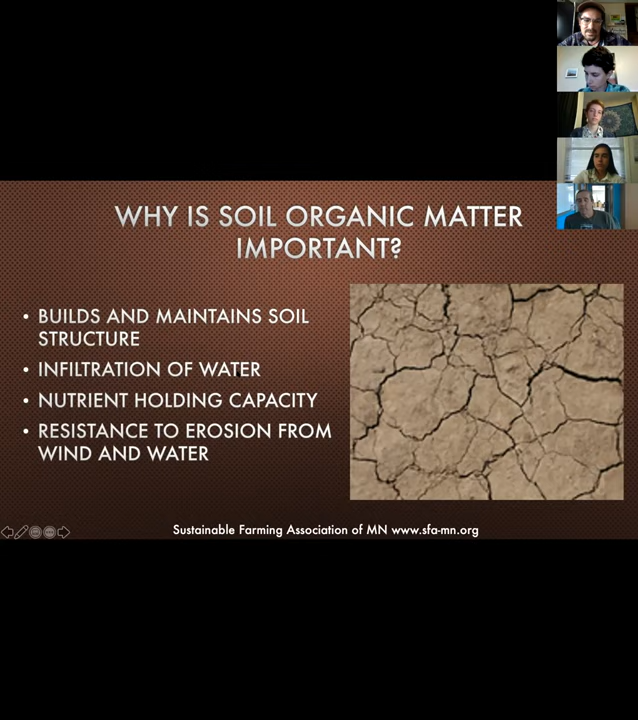 WHY IS SOIL ORGANIC MATTER
IMPORTANT?
• BUILDS AND MAINTAINS SOIL
STRUCTURE
• INFILTRATION OF WATER
• NUTRIENT HOLDING CAPACITY
• RESISTANCE TO EROSION FROM
WIND AND WATER
Sustainable Farming Association of MN www.sfa-mn.org